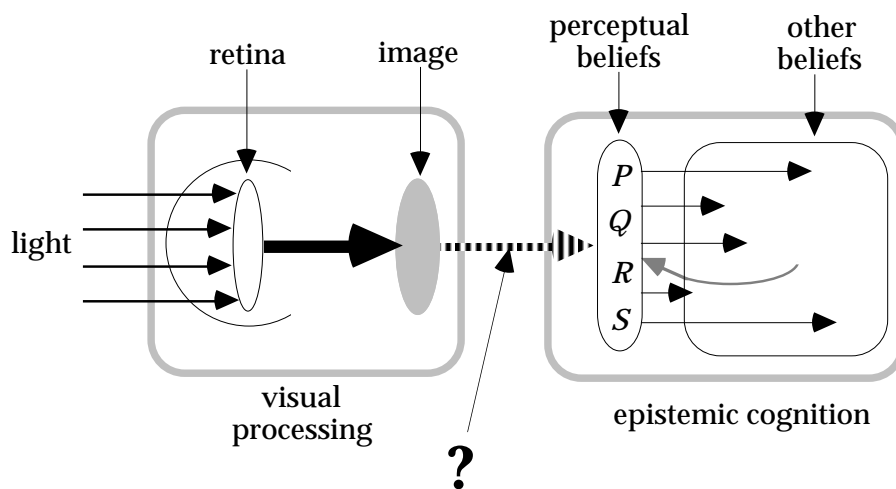 retina
image
perceptual
beliefs
other
beliefs
light
P
Q
R
S
visual
processing
epistemic cognition
?